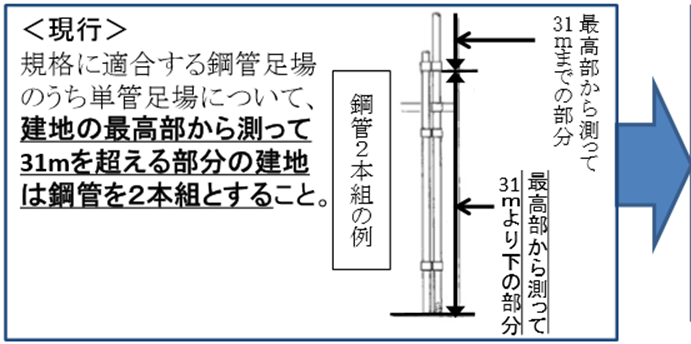 ＜現行＞
規格に適合する鋼管足場
のうち単管足場について、
建地の最高部から測って
31mを超える部分の建地
は鋼管を２本組とすること。
鋼管２本組の例
最高部から測って
31ｍまでの部分
最高部から測って
31ｍより下の部分